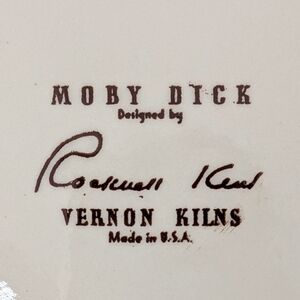 MOBY DICK
Designed by
Rockwell Kent
VERNON KILNS
Made in U.S.A.